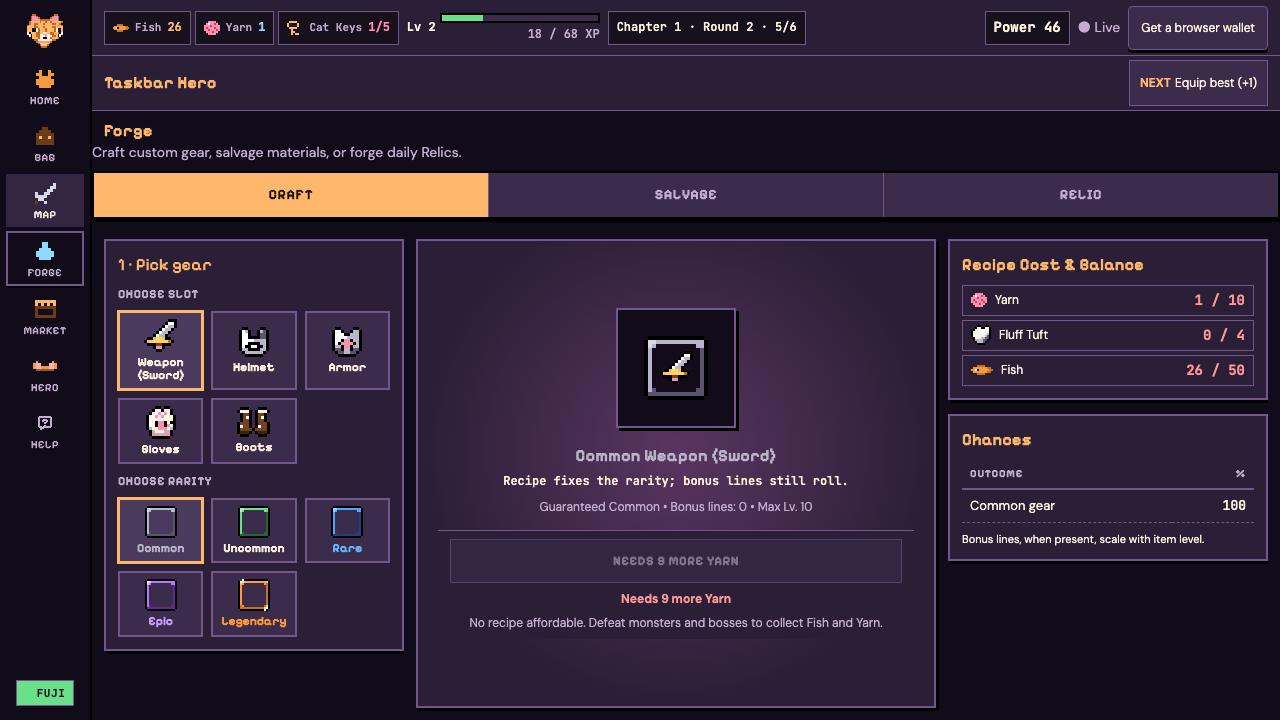 Fish 26
Yarn 1
Cat Keys 1/5
Lv 2
18 / 68 XP
Chapter 1 · Round 2 · 5/6
Power 46
Live
Get a browser wallet
HOME
BAG
MAP
FORGE
MARKET
HERO
HELP
FUJI
Taskbar Hero
NEXT Equip best (+1)
Forge
Craft custom gear, salvage materials, or forge daily Relics.
CRAFT
SALVAGE
RELIC
1 · Pick gear
CHOOSE SLOT
Weapon
(Sword)
Helmet
Armor
Gloves
Boots
CHOOSE RARITY
Common
Uncommon
Rare
Epic
Legendary
Common Weapon (Sword)
Recipe fixes the rarity; bonus lines still roll.
Guaranteed Common • Bonus lines: 0 • Max Lv. 10
NEEDS 9 MORE YARN
Needs 9 more Yarn
No recipe affordable. Defeat monsters and bosses to collect Fish and Yarn.
Recipe Cost & Balance
Yarn 1 / 10
Fluff Tuft 0 / 4
Fish 26 / 50
Chances
OUTCOME %
Common gear 100
Bonus lines, when present, scale with item level.